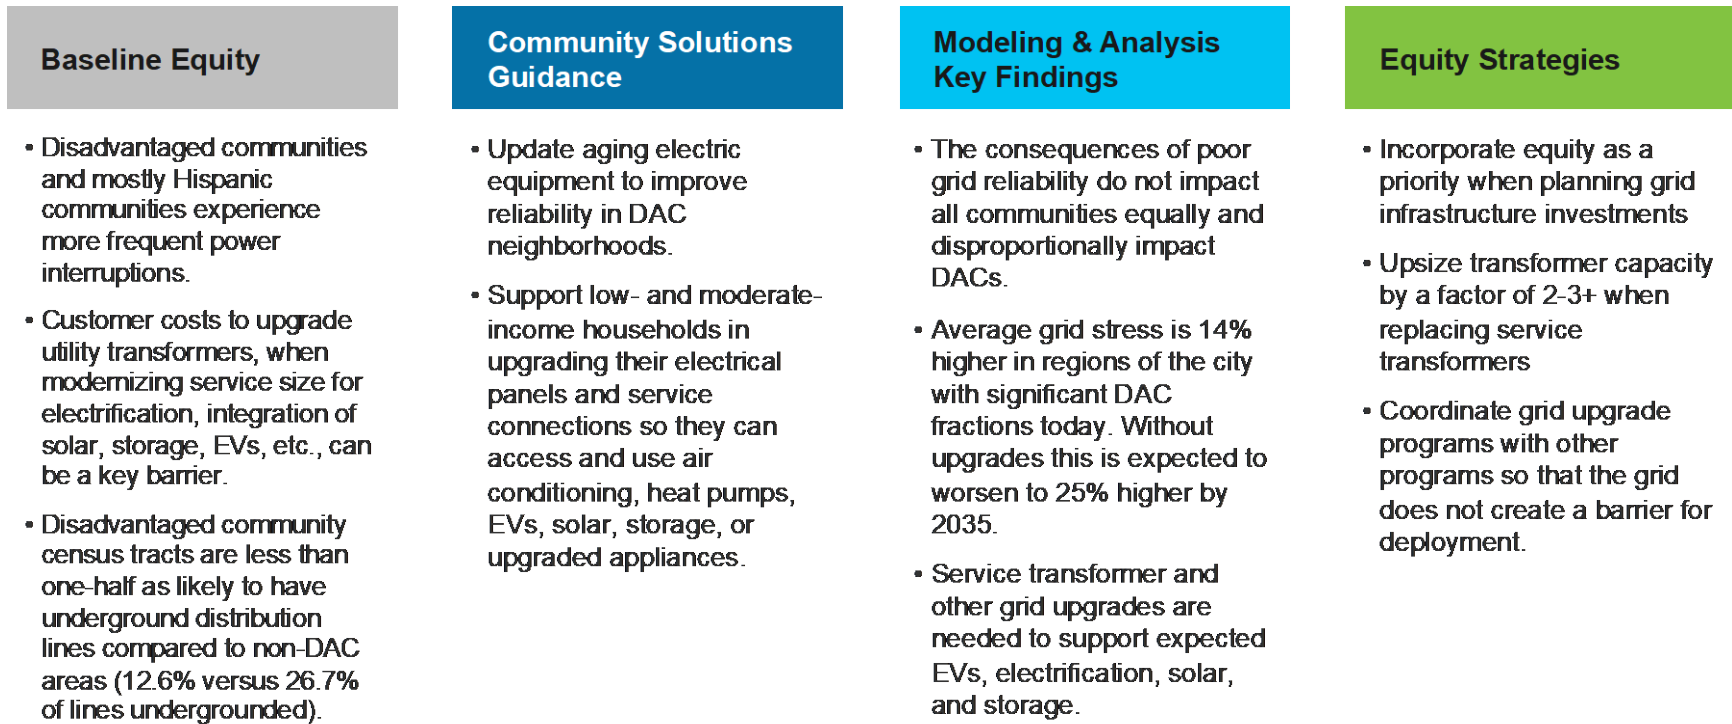 Baseline Equity
• Disadvantaged communities
and mostly Hispanic
communities experience
more frequent power
interruptions.
• Customer costs to upgrade
utility transformers, when
modernizing service size for
electrification, integration of
solar, storage, EVs, etc., can
be a key barrier.
• Disadvantaged community
census tracts are less than
one-half as likely to have
underground distribution
lines compared to non-DAC
areas (12.6% versus 26.7%
of lines undergrounded).
Community Solutions
Guidance
• Update aging electric
equipment to improve
reliability in DAC
neighborhoods.
• Support low- and moderate-
income households in
upgrading their electrical
panels and service
connections so they can
access and use air
conditioning, heat pumps,
EVs, solar, storage, or
upgraded appliances.
Modeling & Analysis
Key Findings
• The consequences of poor
grid reliability do not impact
all communities equally and
disproportionally impact
DACs.
• Average grid stress is 14%
higher in regions of the city
with significant DAC
fractions today. Without
upgrades this is expected to
worsen to 25% higher by
2035.
• Service transformer and
other grid upgrades are
needed to support expected
EVs, electrification, solar,
and storage.
Equity Strategies
• Incorporate equity as a
priority when planning grid
infrastructure investments
• Upsize transformer capacity
by a factor of 2-3+ when
replacing service
transformers
• Coordinate grid upgrade
programs with other
programs so that the grid
does not create a barrier for
deployment.